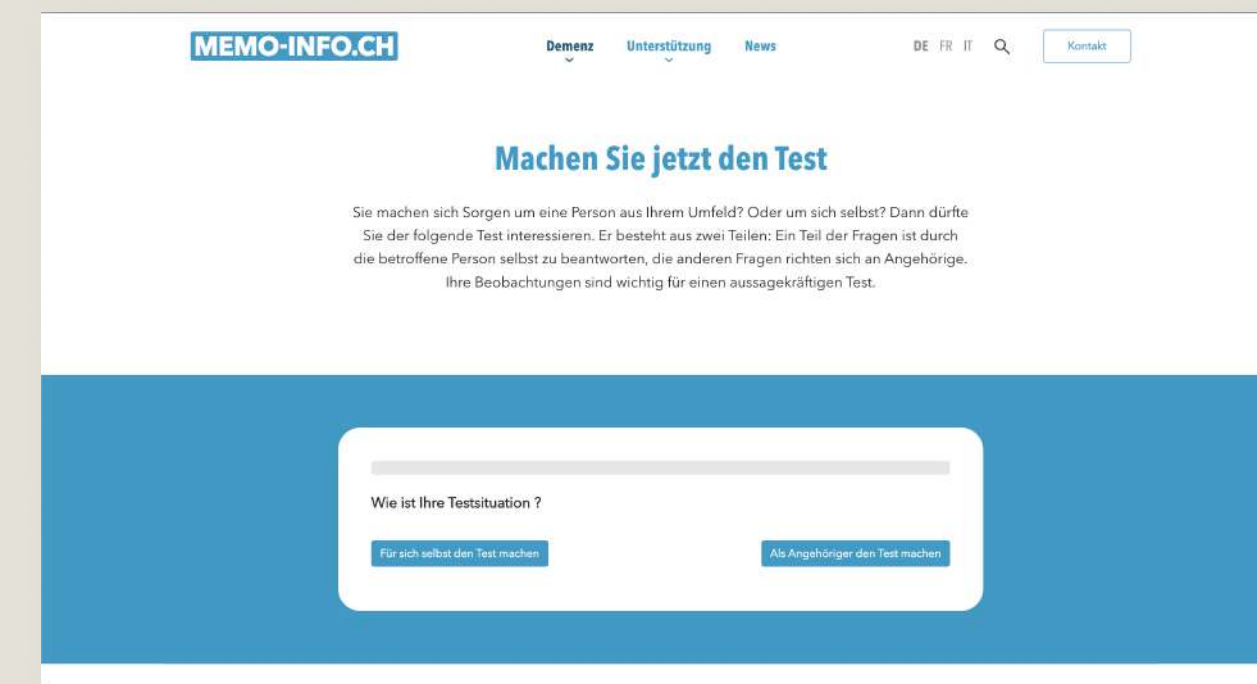 MEMO-INFO.CH Demenz Unterstützung News DE FR IT Kontakt
Machen Sie jetzt den Test
Sie machen sich Sorgen um eine Person aus Ihrem Umfeld? Oder um sich selbst? Dann dürfte
Sie der folgende Test interessieren. Er besteht aus zwei Teilen: Ein Teil der Fragen ist durch
die betroffene Person selbst zu beantworten, die anderen Fragen richten sich an Angehörige.
Ihre Beobachtungen sind wichtig für einen aussagekräftigen Test.
Wie ist Ihre Testsituation ?
Für sich selbst den Test machen Als Angehöriger den Test machen